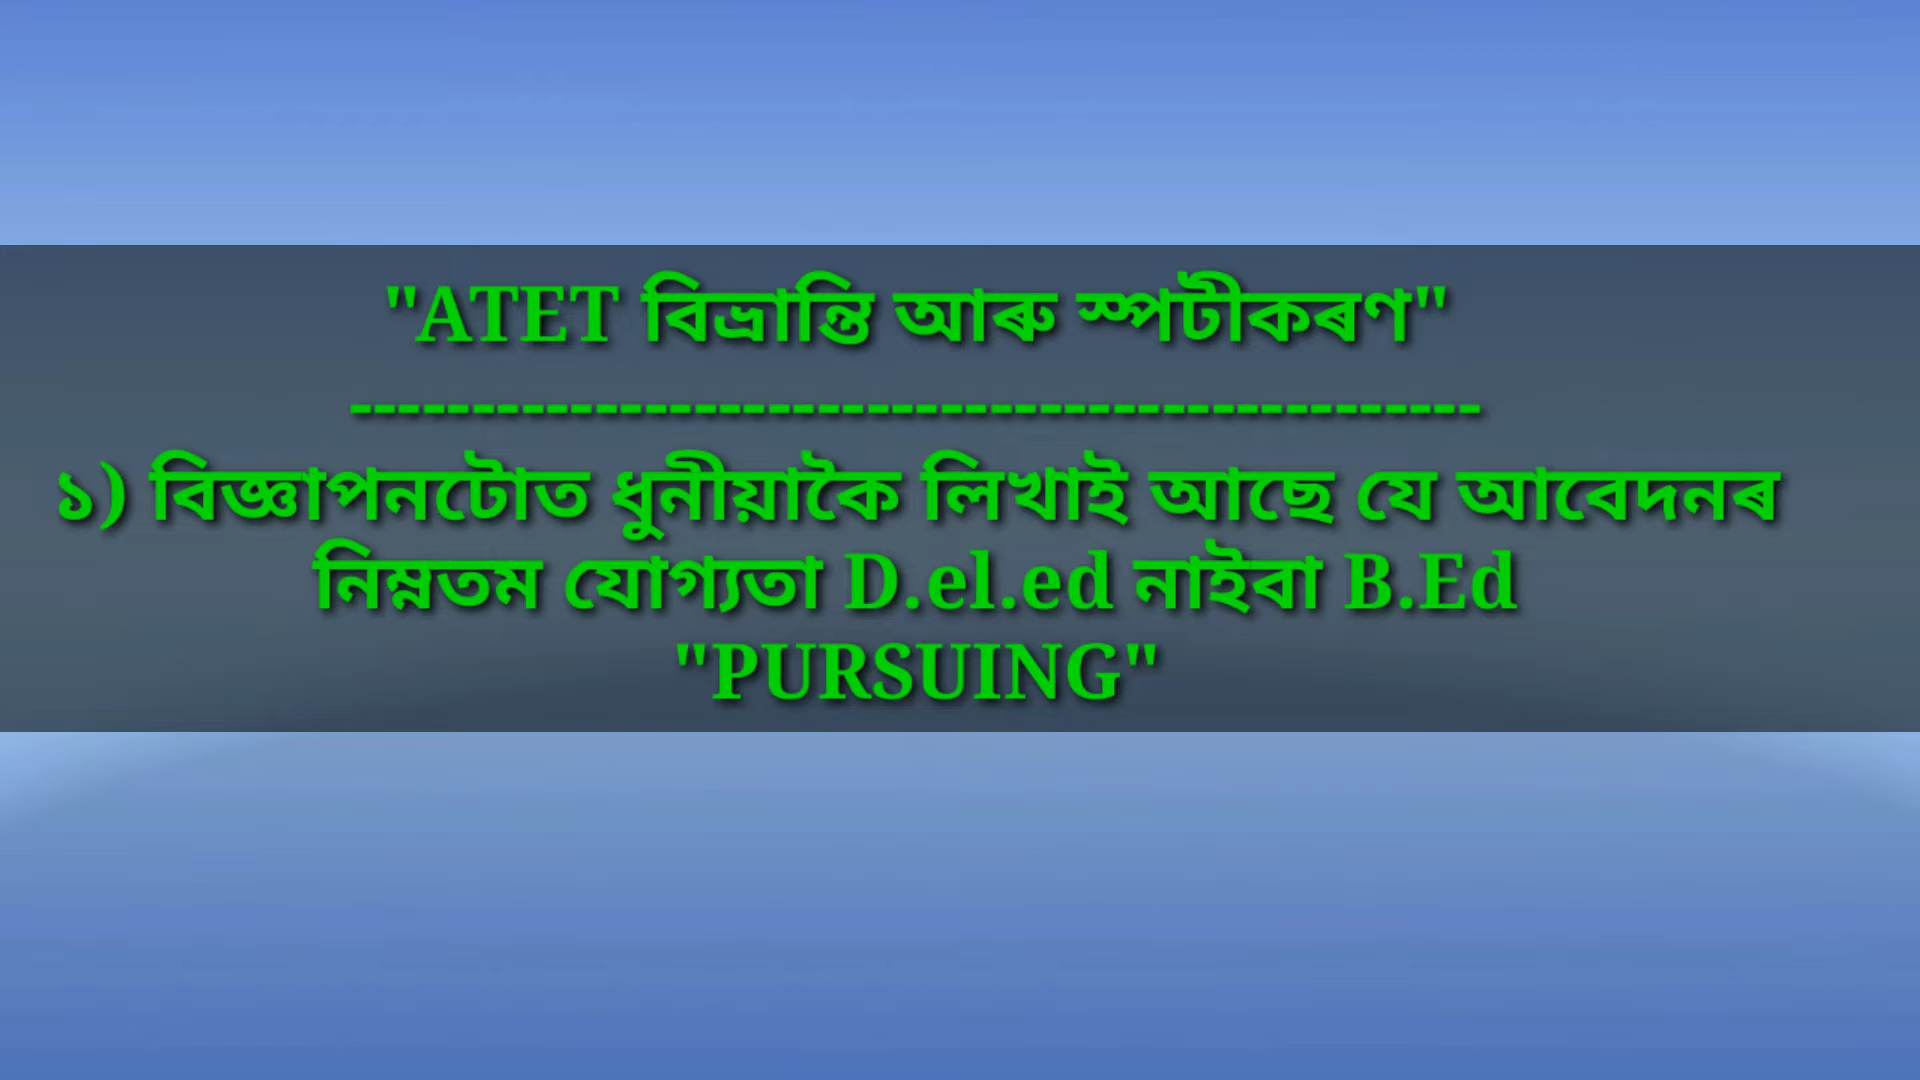 "ATET বিভ্ৰান্তি আৰু স্পটীকৰণ"
----------------------------------------------
১) বিজ্ঞাপনটোত ধুনীয়াকৈ লিখাই আছে যে আবেদনৰ
নিম্নতম যোগ্যতা D.el.ed নাইবা B.Ed
"PURSUING"